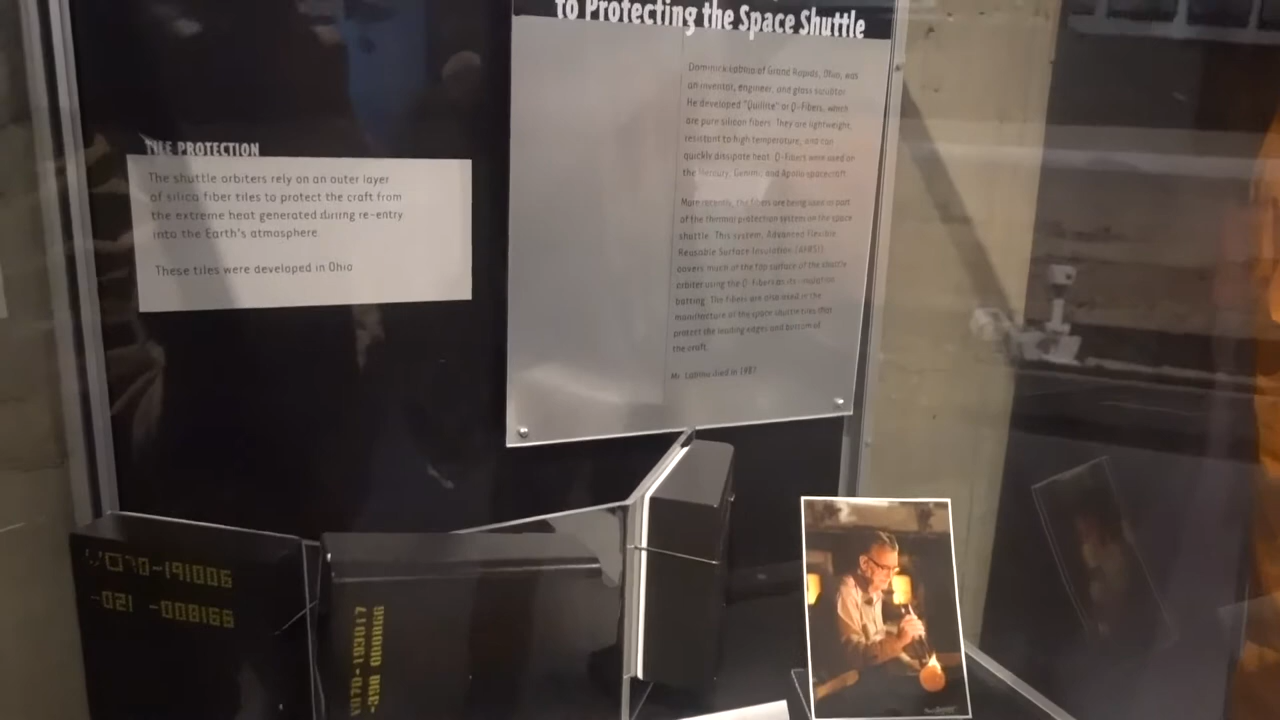 to Protecting the Space Shuttle
Dominick Labino of Grand Rapids, Ohio, was
an inventor, engineer, and glass sculptor.
He developed "Quillite" or Q-Fibers, which
are pure silicon fibers. They are lightweight,
resistant to high temperature, and can
quickly dissipate heat. Q-Fibers were used on
the Mercury, Gemini, and Apollo spacecraft.
More recently, the fibers are being used as part
of the thermal protection system on the space
shuttle. This system, Advanced Flexible
Reusable Surface Insulation (AFRSI)
covers much of the top surface of the shuttle
orbiter using the Q-fibers as its insulation
batting. The fibers are also used in the
manufacture of the space shuttle tiles that
protect the leading edges and bottom of
the craft.
Mr. Labino died in 1987
TILE PROTECTION
The shuttle orbiters rely on an outer layer
of silica fiber tiles to protect the craft from
the extreme heat generated during re-entry
into the Earth's atmosphere.
These tiles were developed in Ohio
V070-191006
-021 -008166